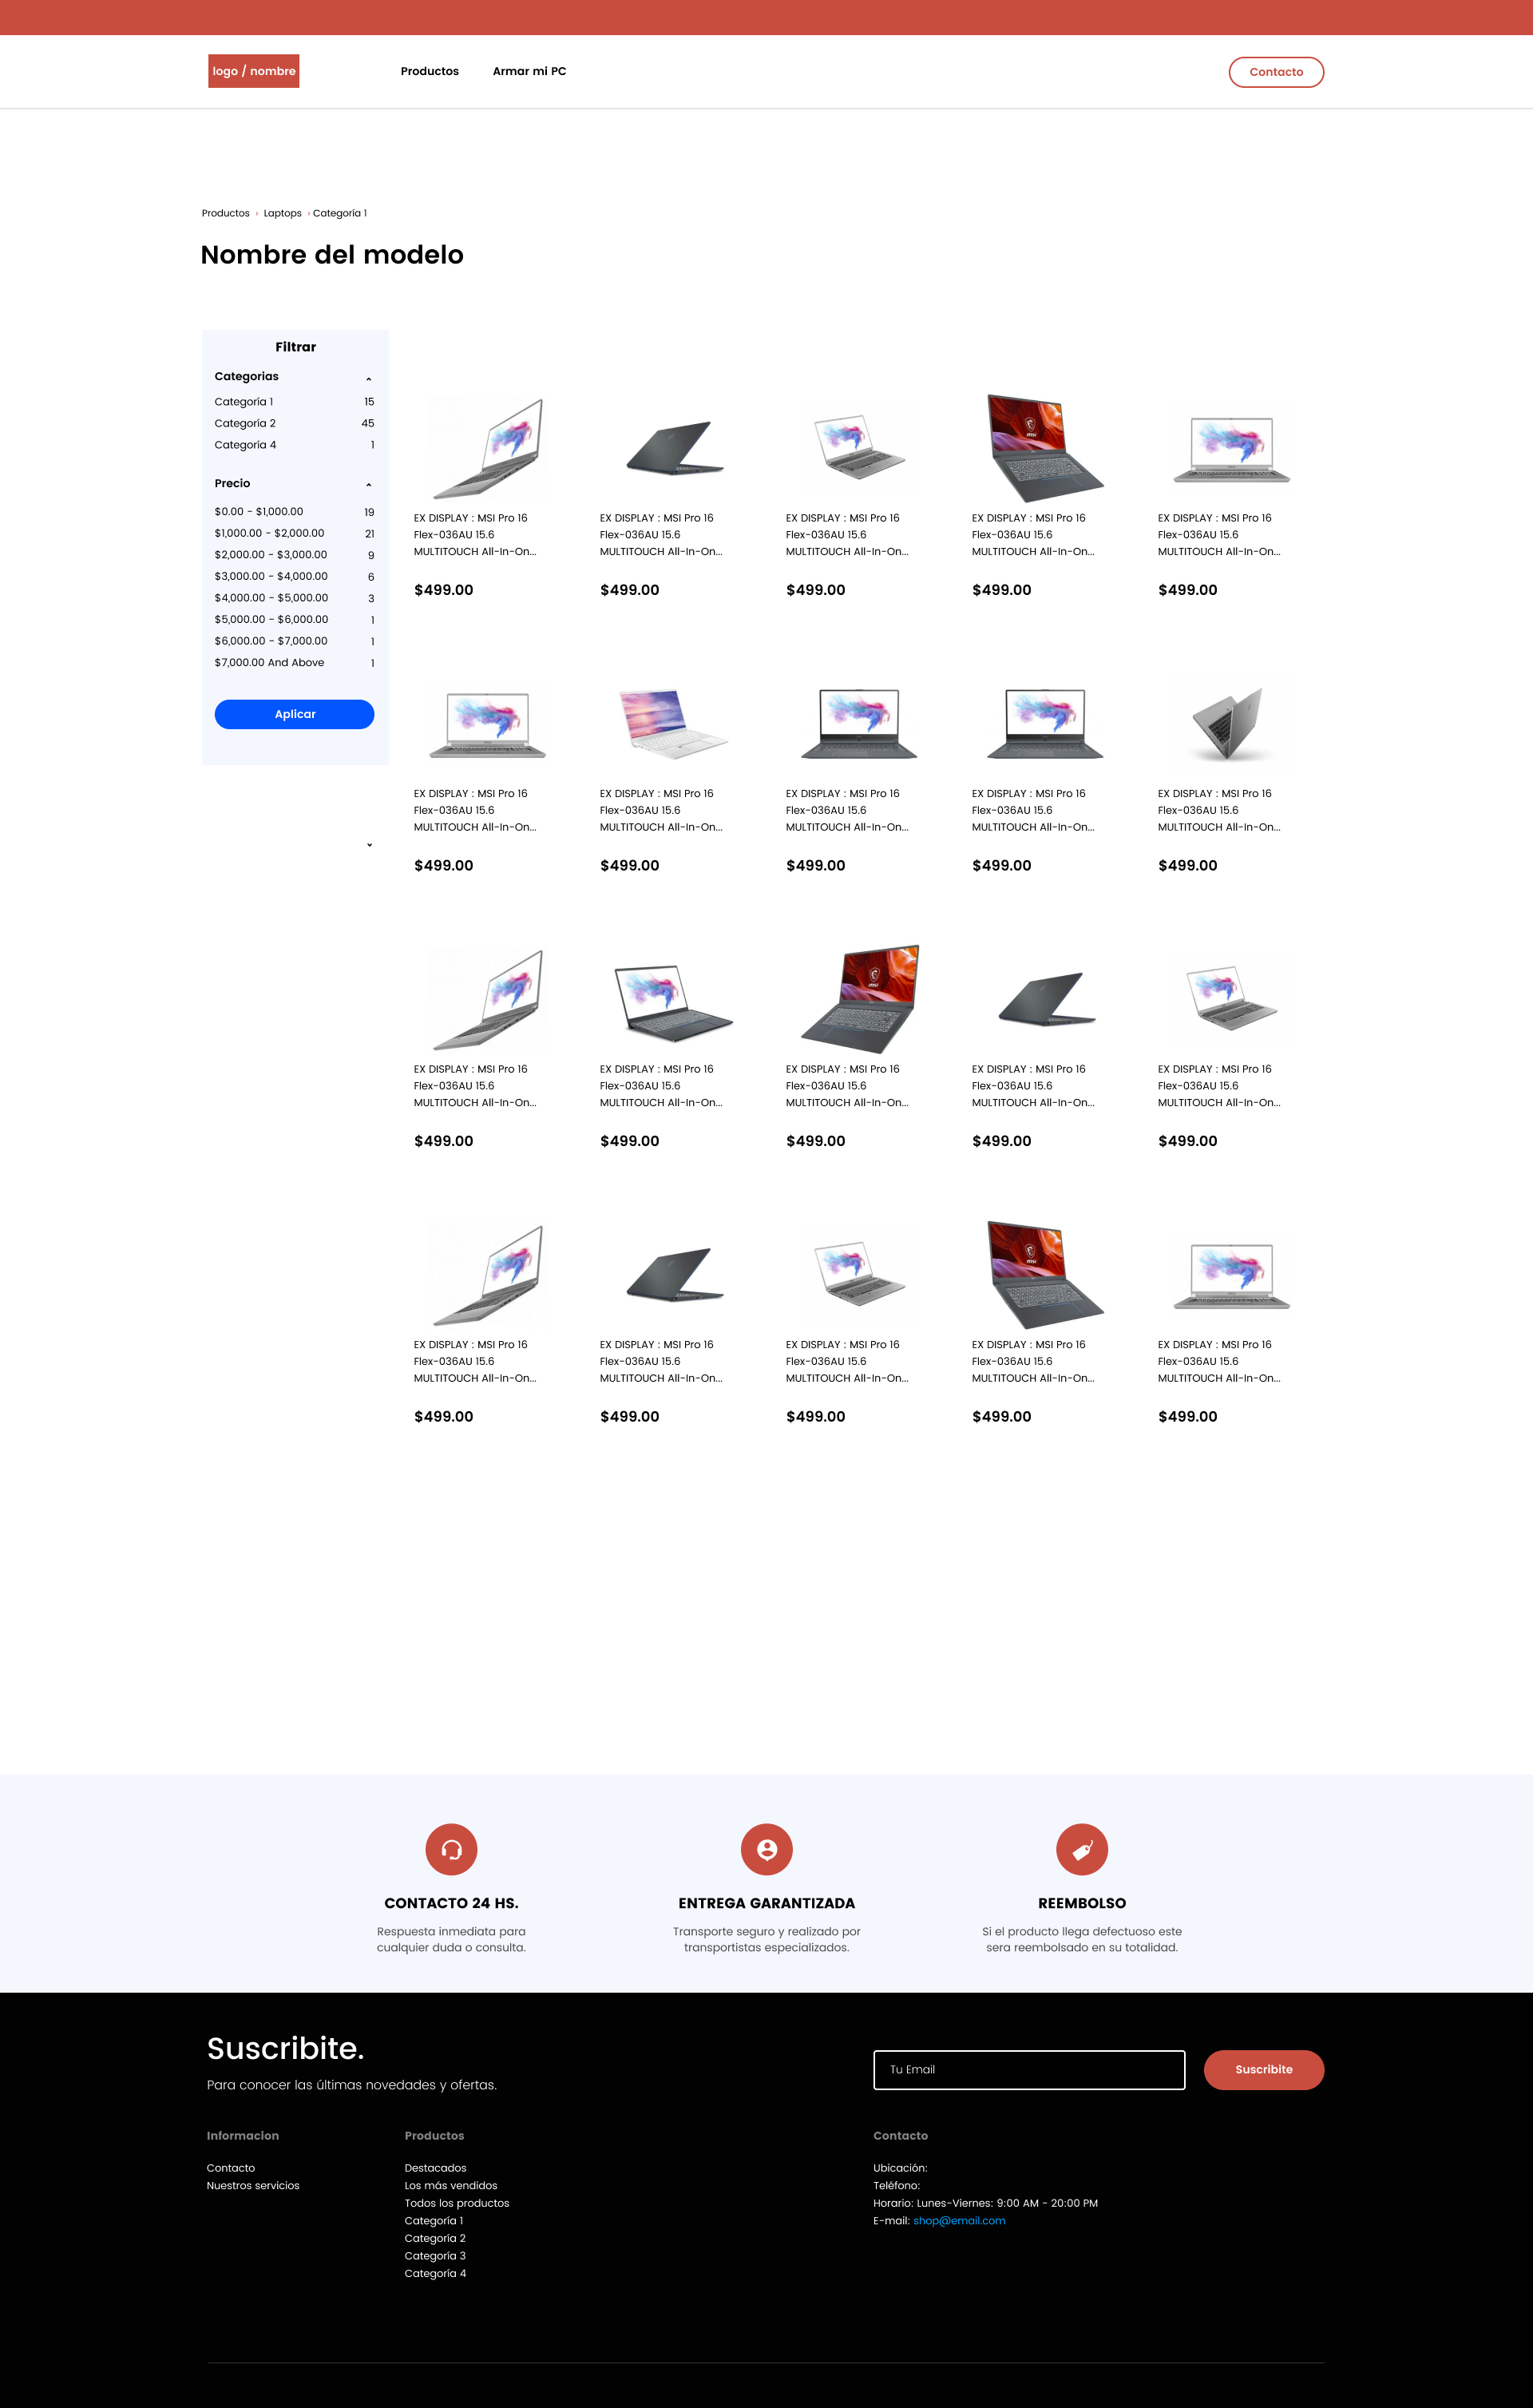 logo / nombre
Productos
Armar mi PC
Contacto
Productos › Laptops › Categoría 1
Nombre del modelo
Filtrar
Categorias
Categoría 1 15
Categoría 2 45
Categoría 4 1
Precio
$0.00 - $1,000.00 19
$1,000.00 - $2,000.00 21
$2,000.00 - $3,000.00 9
$3,000.00 - $4,000.00 6
$4,000.00 - $5,000.00 3
$5,000.00 - $6,000.00 1
$6,000.00 - $7,000.00 1
$7,000.00 And Above 1
Aplicar
EX DISPLAY : MSI Pro 16
Flex-036AU 15.6
MULTITOUCH All-In-On...
$499.00
EX DISPLAY : MSI Pro 16
Flex-036AU 15.6
MULTITOUCH All-In-On...
$499.00
EX DISPLAY : MSI Pro 16
Flex-036AU 15.6
MULTITOUCH All-In-On...
$499.00
EX DISPLAY : MSI Pro 16
Flex-036AU 15.6
MULTITOUCH All-In-On...
$499.00
EX DISPLAY : MSI Pro 16
Flex-036AU 15.6
MULTITOUCH All-In-On...
$499.00
EX DISPLAY : MSI Pro 16
Flex-036AU 15.6
MULTITOUCH All-In-On...
$499.00
EX DISPLAY : MSI Pro 16
Flex-036AU 15.6
MULTITOUCH All-In-On...
$499.00
EX DISPLAY : MSI Pro 16
Flex-036AU 15.6
MULTITOUCH All-In-On...
$499.00
EX DISPLAY : MSI Pro 16
Flex-036AU 15.6
MULTITOUCH All-In-On...
$499.00
EX DISPLAY : MSI Pro 16
Flex-036AU 15.6
MULTITOUCH All-In-On...
$499.00
EX DISPLAY : MSI Pro 16
Flex-036AU 15.6
MULTITOUCH All-In-On...
$499.00
EX DISPLAY : MSI Pro 16
Flex-036AU 15.6
MULTITOUCH All-In-On...
$499.00
EX DISPLAY : MSI Pro 16
Flex-036AU 15.6
MULTITOUCH All-In-On...
$499.00
EX DISPLAY : MSI Pro 16
Flex-036AU 15.6
MULTITOUCH All-In-On...
$499.00
EX DISPLAY : MSI Pro 16
Flex-036AU 15.6
MULTITOUCH All-In-On...
$499.00
EX DISPLAY : MSI Pro 16
Flex-036AU 15.6
MULTITOUCH All-In-On...
$499.00
EX DISPLAY : MSI Pro 16
Flex-036AU 15.6
MULTITOUCH All-In-On...
$499.00
EX DISPLAY : MSI Pro 16
Flex-036AU 15.6
MULTITOUCH All-In-On...
$499.00
EX DISPLAY : MSI Pro 16
Flex-036AU 15.6
MULTITOUCH All-In-On...
$499.00
EX DISPLAY : MSI Pro 16
Flex-036AU 15.6
MULTITOUCH All-In-On...
$499.00
CONTACTO 24 HS.
Respuesta inmediata para
cualquier duda o consulta.
ENTREGA GARANTIZADA
Transporte seguro y realizado por
transportistas especializados.
REEMBOLSO
Si el producto llega defectuoso este
sera reembolsado en su totalidad.
Suscribite.
Para conocer las últimas novedades y ofertas.
Tu Email
Suscribite
Informacion
Contacto
Nuestros servicios
Productos
Destacados
Los más vendidos
Todos los productos
Categoría 1
Categoría 2
Categoría 3
Categoría 4
Contacto
Ubicación:
Teléfono:
Horario: Lunes-Viernes: 9:00 AM - 20:00 PM
E-mail: shop@email.com